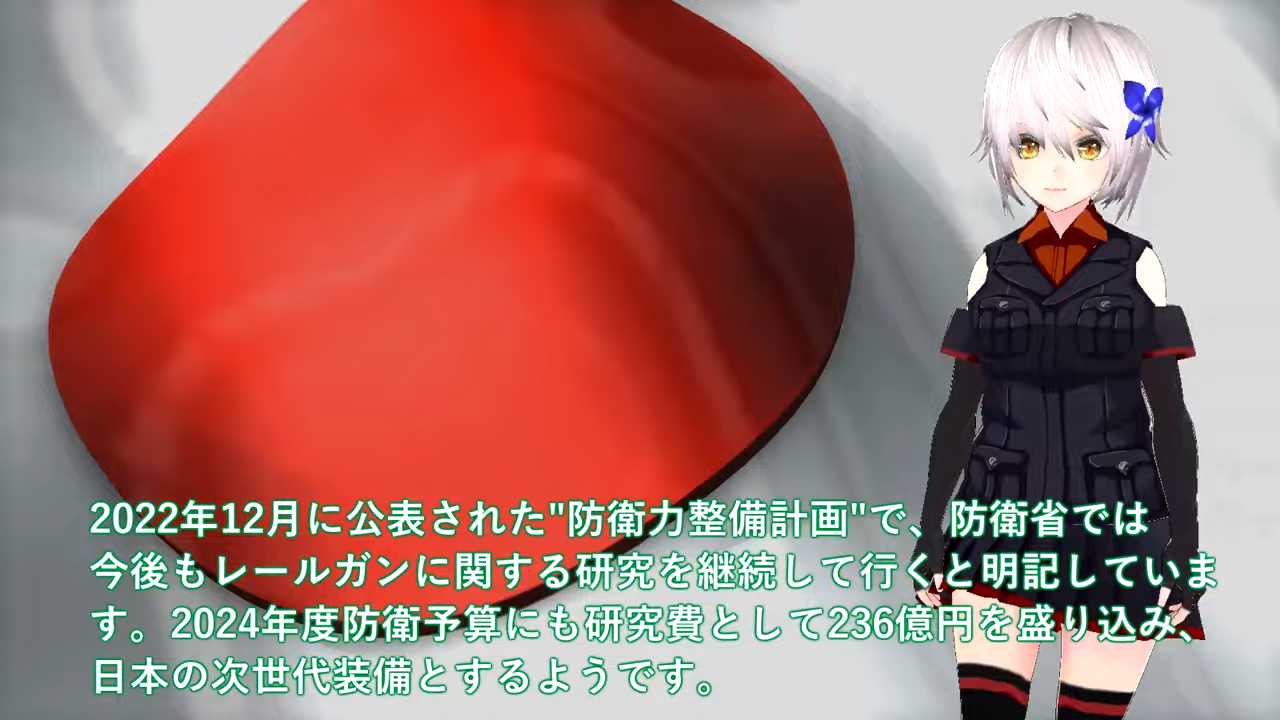 2022年12月に公表された"防衛力整備計画"で、防衛省では
今後もレールガンに関する研究を継続して行くと明記していま
す。2024年度防衛予算にも研究費として236億円を盛り込み、
日本の次世代装備とするようです。